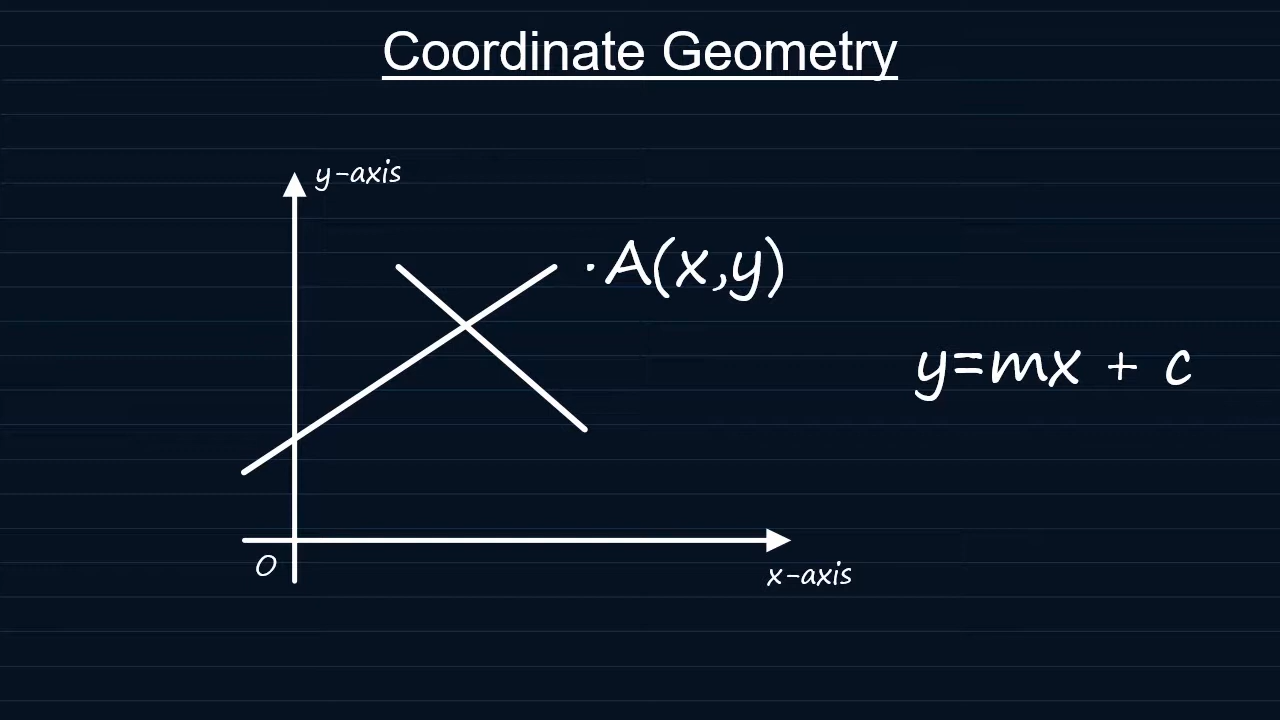 Coordinate Geometry
y-axis
·A(x,y)
y=mx + c
O
x-axis